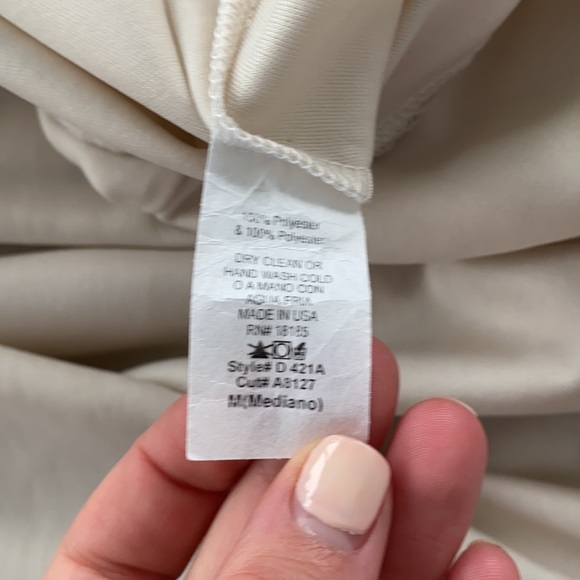 100% Polyester
& 100% Polyester
DRY CLEAN OR
HAND WASH COLD
O A MANO CON
AGUA FRIA
MADE IN USA
RN# 18185
Style# D 421A
Cut# A8127
M(Mediano)